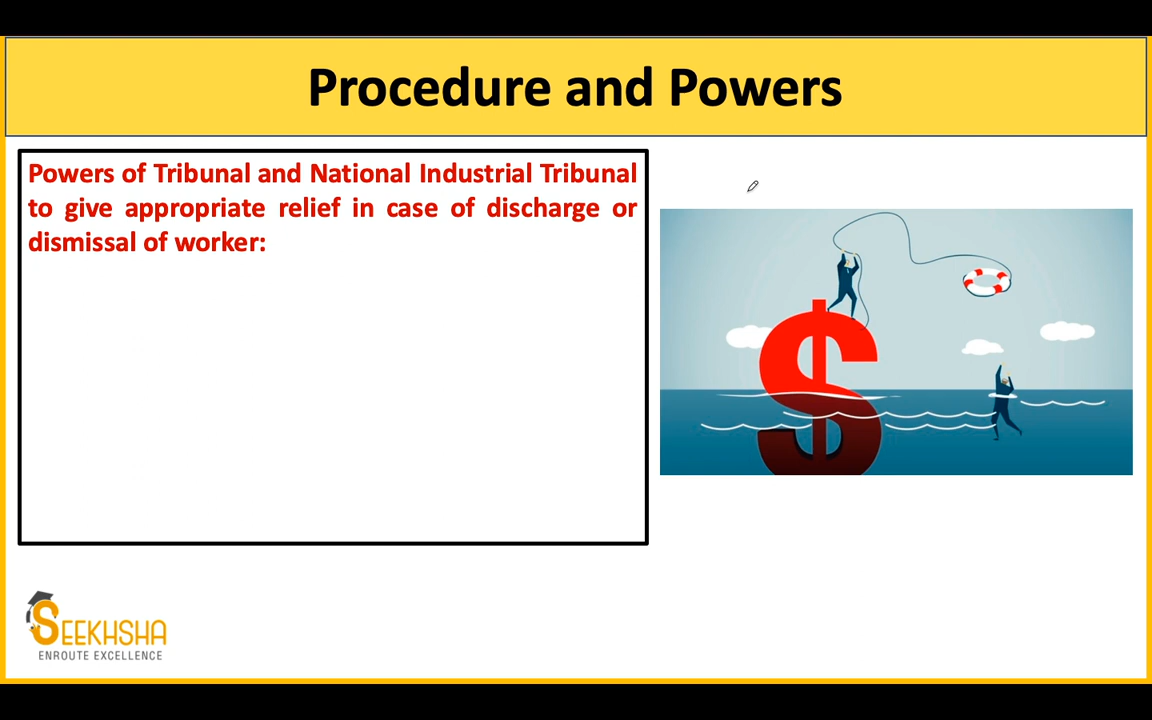 Procedure and Powers
Powers of Tribunal and National Industrial Tribunal
to give appropriate relief in case of discharge or
dismissal of worker:
$
SEEKHSHA
ENROUTE EXCELLENCE